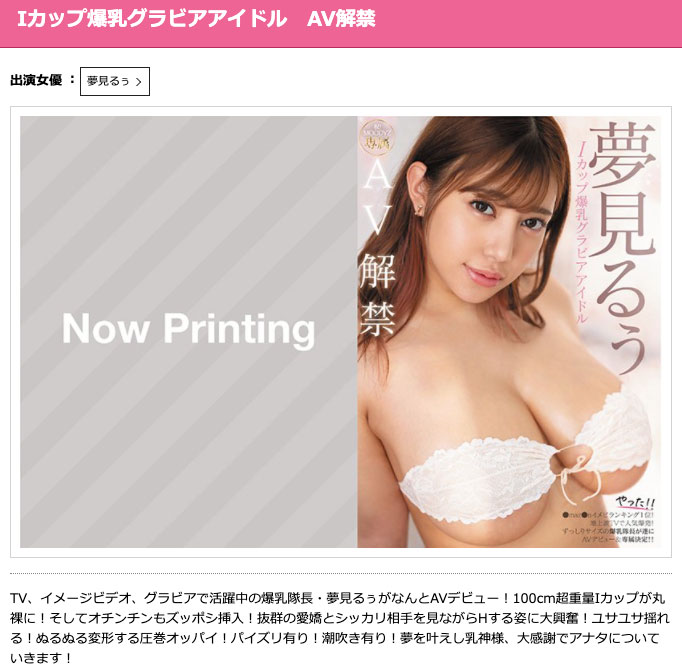 Iカップ爆乳グラビアアイドル　AV解禁
出演女優 ： 夢見るぅ
Now Printing
夢見るぅ
Iカップ爆乳グラビアアイドル
AV解禁
やった!!
AVデビュー&専属決定!!
TV、イメージビデオ、グラビアで活躍中の爆乳隊長・夢見るぅがなんとAVデビュー！100cm超重量Iカップが丸
裸に！そしてオチンチンもズッポシ挿入！抜群の愛嬌とシッカリ相手を見ながらHする姿に大興奮！ユサユサ揺れ
る！ぬるぬる変形する圧巻オッパイ！パイズリ有り！潮吹き有り！夢を叶えし乳神様、大感謝でアナタについて
いきます！